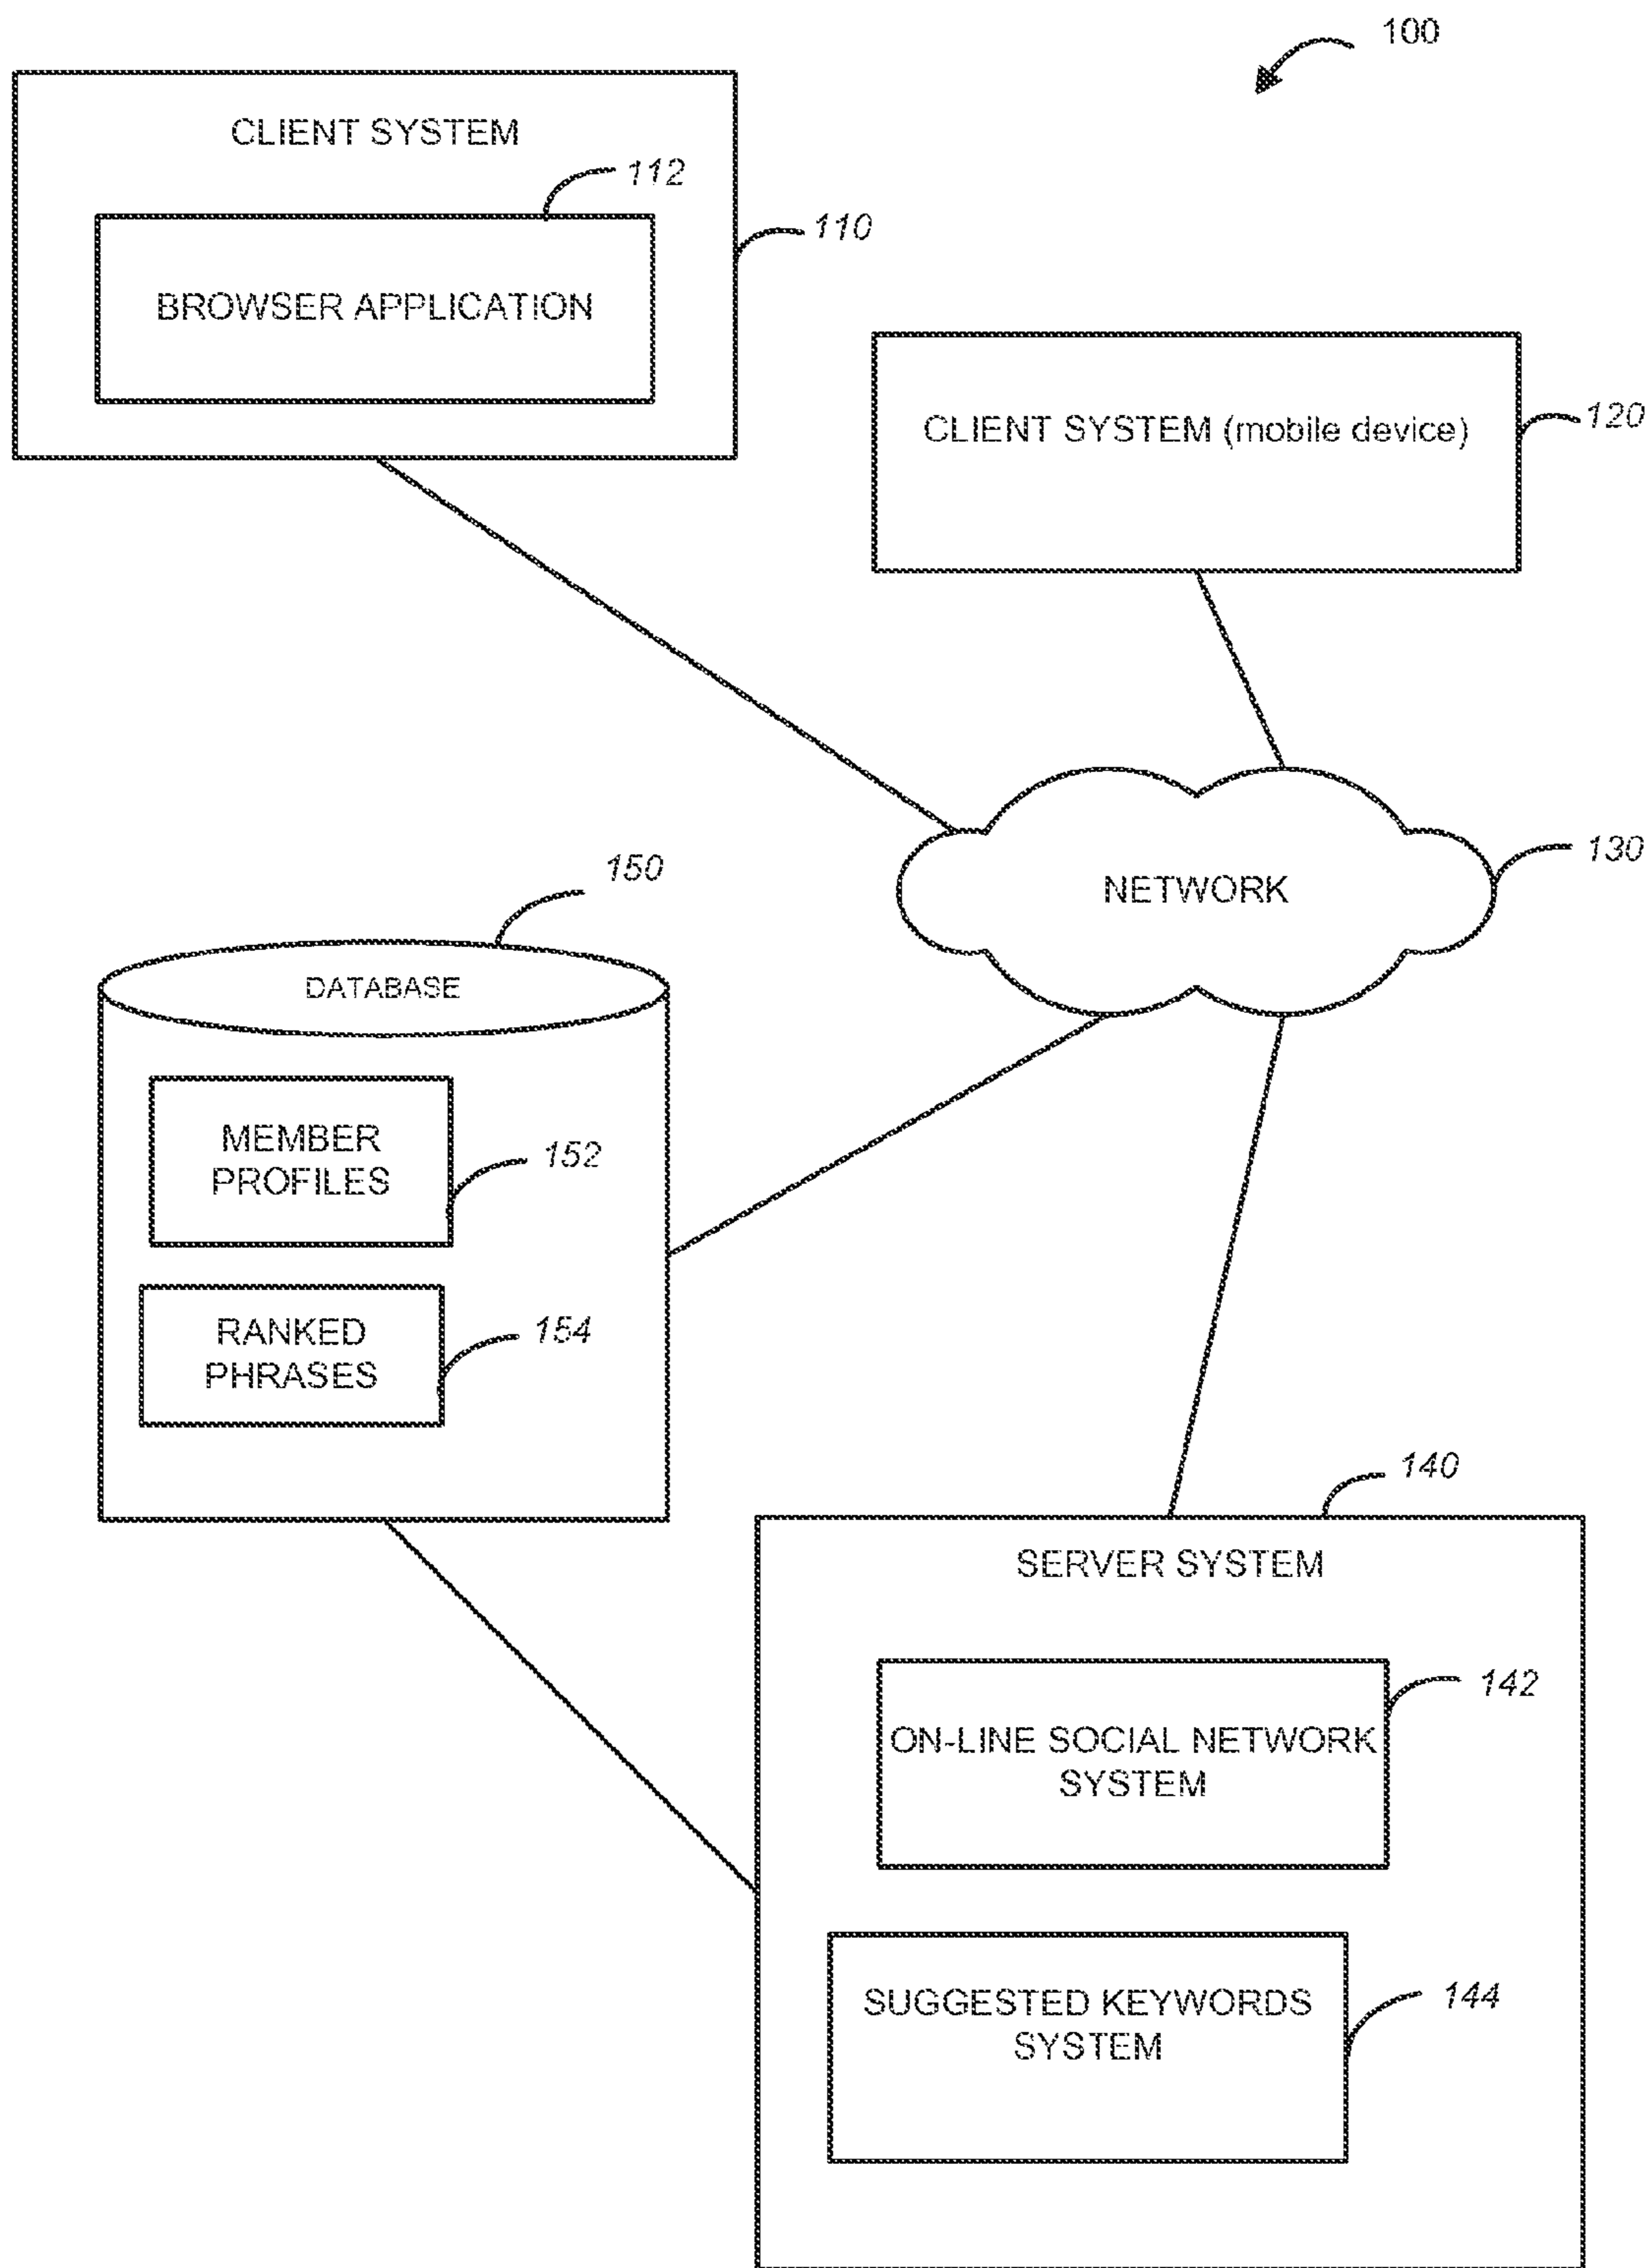 100
CLIENT SYSTEM
112
110
BROWSER APPLICATION
CLIENT SYSTEM (mobile device)
120
130
NETWORK
150
DATABASE
MEMBER
PROFILES
152
RANKED
PHRASES
154
140
SERVER SYSTEM
142
ON-LINE SOCIAL NETWORK
SYSTEM
SUGGESTED KEYWORDS
SYSTEM
144